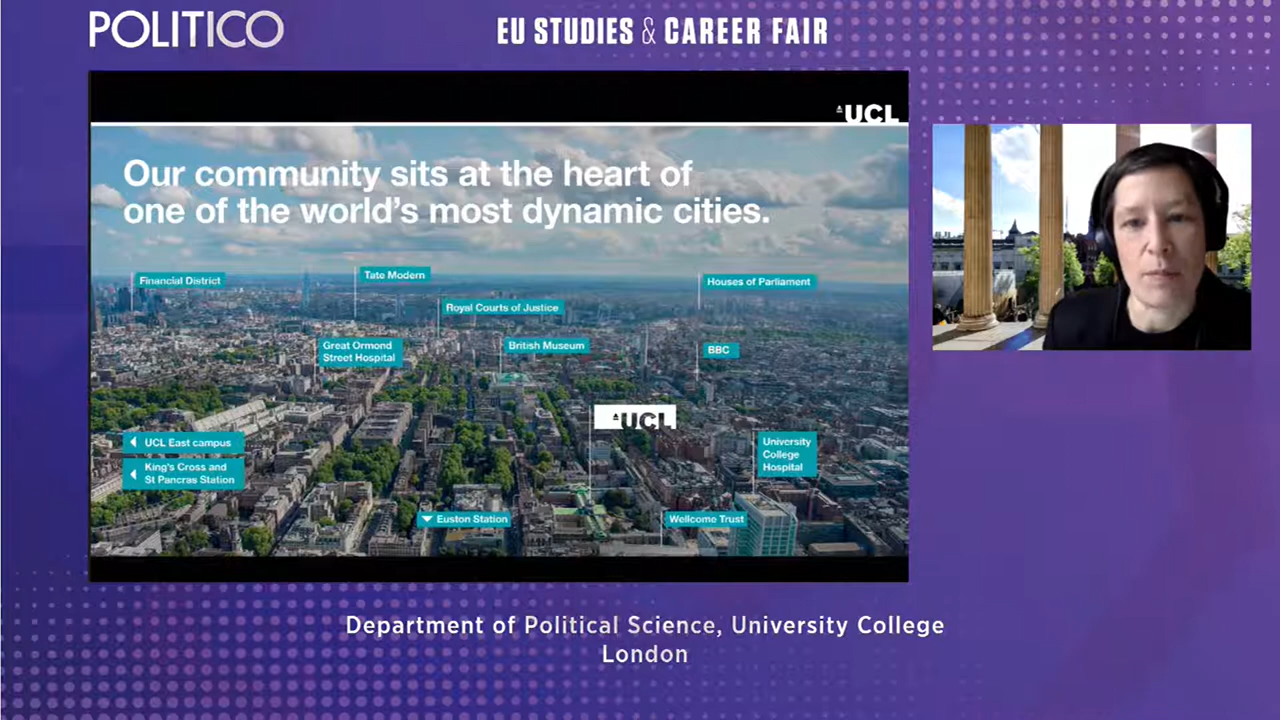 POLITICO
EU STUDIES & CAREER FAIR
UCL
Our community sits at the heart of
one of the world's most dynamic cities.
Financial District
Tate Modern
Houses of Parliament
Royal Courts of Justice
Great Ormond
Street Hospital
British Museum
BBC
UCL
UCL East campus
King's Cross and
St Pancras Station
University
College
Hospital
Euston Station
Wellcome Trust
Department of Political Science, University College
London